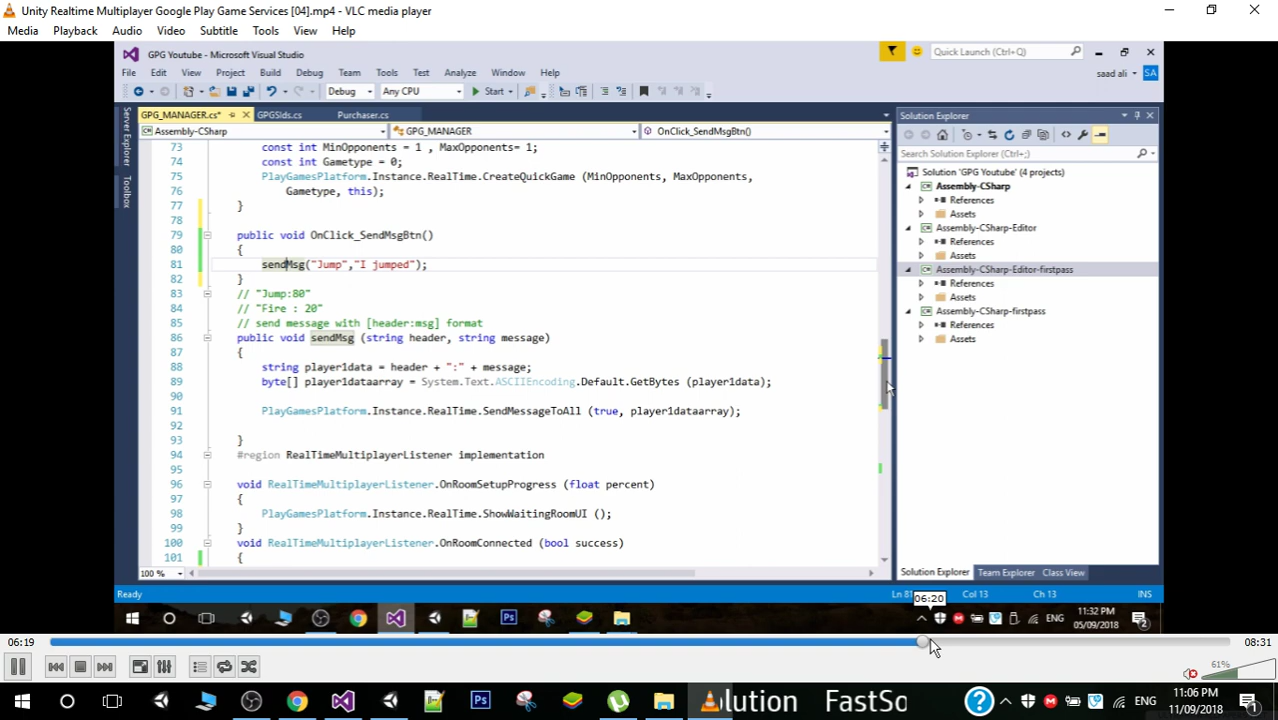 Unity Realtime Multiplayer Google Play Game Services [04].mp4 - VLC media player
Media Playback Audio Video Subtitle Tools View Help
GPG Youtube - Microsoft Visual Studio
Quick Launch (Ctrl+Q)
File Edit View Project Build Debug Team Tools Test Analyze Window Help
saad ali SA
Debug Any CPU Start
GPG_MANAGER.cs* GPGSIds.cs Purchaser.cs
Assembly-CSharp GPG_MANAGER OnClick_SendMsgBtn()
Server Explorer
Toolbox
73 const int MinOpponents = 1 , MaxOpponents= 1;
74 const int Gametype = 0;
75 PlayGamesPlatform.Instance.RealTime.CreateQuickGame (MinOpponents, MaxOpponents,
76 Gametype, this);
77 }
78
79 public void OnClick_SendMsgBtn()
80 {
81 sendMsg("Jump","I jumped");
82 }
83 // "Jump:80"
84 // "Fire : 20"
85 // send message with [header:msg] format
86 public void sendMsg (string header, string message)
87 {
88 string player1data = header + ":" + message;
89 byte[] player1dataarray = System.Text.ASCIIEncoding.Default.GetBytes (player1data);
90
91 PlayGamesPlatform.Instance.RealTime.SendMessageToAll (true, player1dataarray);
92
93 }
94 #region RealTimeMultiplayerListener implementation
95
96 void RealTimeMultiplayerListener.OnRoomSetupProgress (float percent)
97 {
98 PlayGamesPlatform.Instance.RealTime.ShowWaitingRoomUI ();
99 }
100 void RealTimeMultiplayerListener.OnRoomConnected (bool success)
101 {
100 %
Solution Explorer
Search Solution Explorer (Ctrl+;)
Solution 'GPG Youtube' (4 projects)
Assembly-CSharp
References
Assets
Assembly-CSharp-Editor
References
Assets
Assembly-CSharp-Editor-firstpass
References
Assets
Assembly-CSharp-firstpass
References
Assets
Solution Explorer Team Explorer Class View
Ready Ln 81 Col 13 Ch 13 INS
06:20
ENG 11:32 PM
05/09/2018 2
06:19 08:31
61%
lution FastSo
ENG 11:06 PM
11/09/2018 1